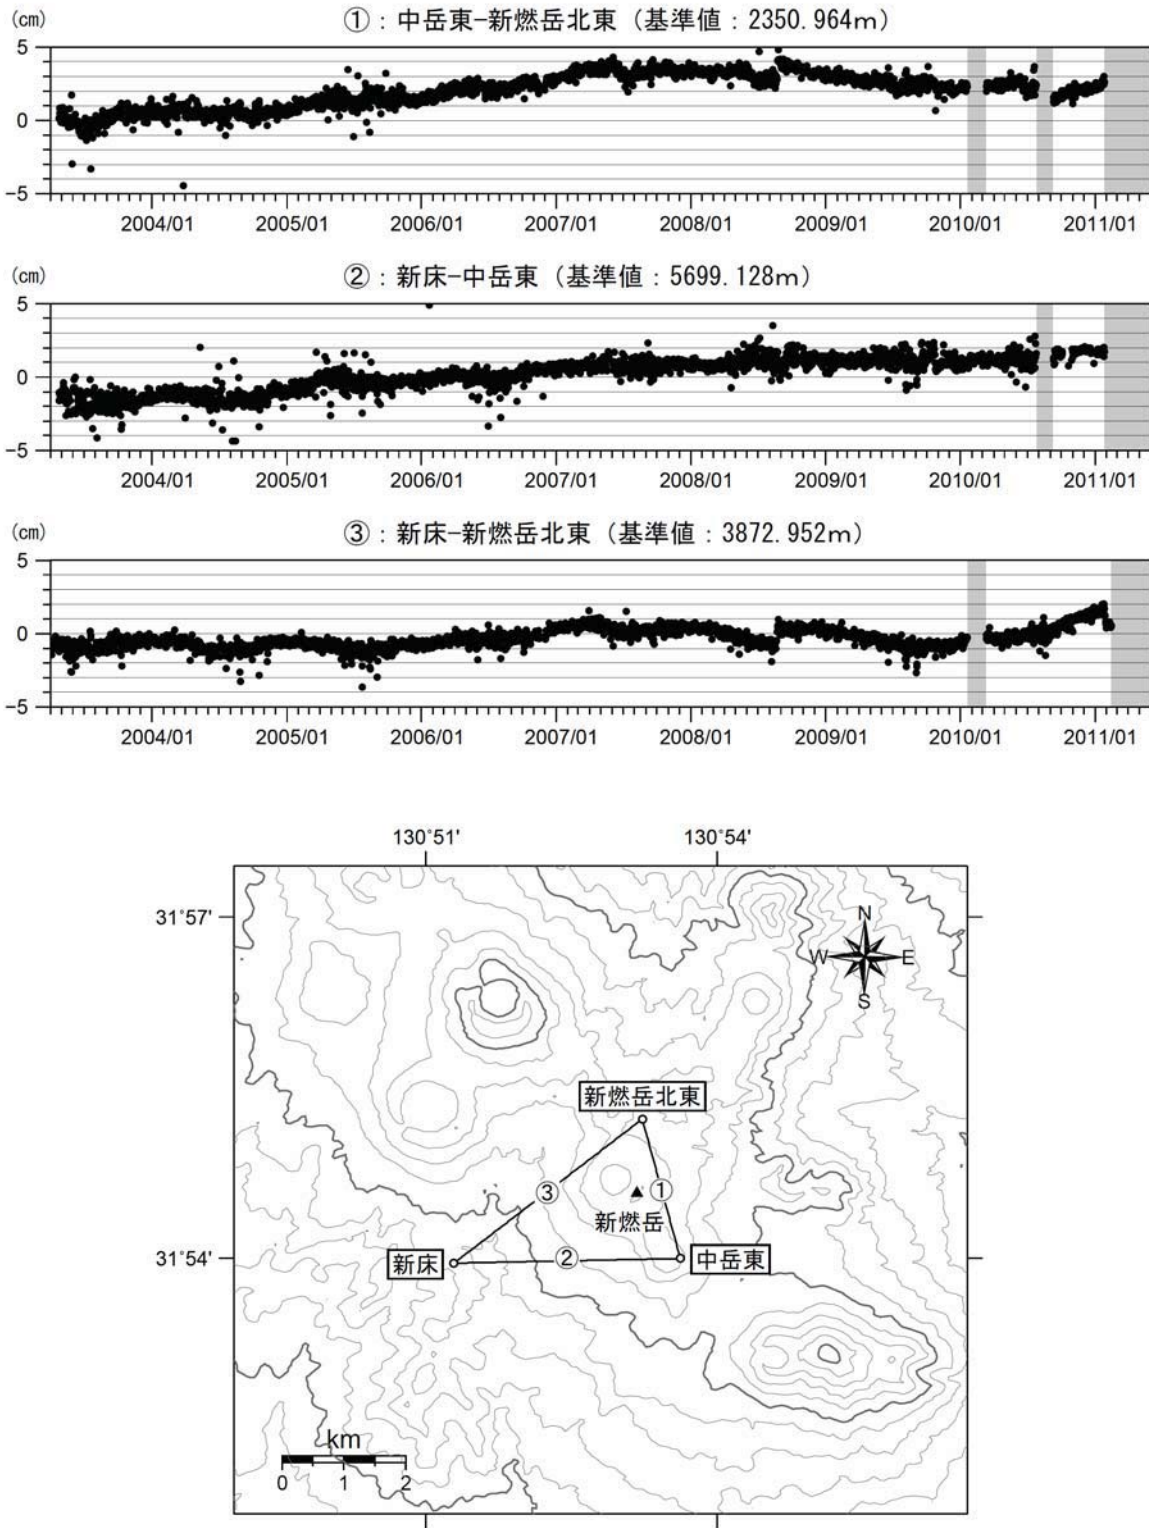 (cm) ①：中岳東−新燃岳北東（基準値：2350.964m）
5
0
−5
2004/01 2005/01 2006/01 2007/01 2008/01 2009/01 2010/01 2011/01
(cm) ②：新床−中岳東（基準値：5699.128m）
5
0
−5
2004/01 2005/01 2006/01 2007/01 2008/01 2009/01 2010/01 2011/01
(cm) ③：新床−新燃岳北東（基準値：3872.952m）
5
0
−5
2004/01 2005/01 2006/01 2007/01 2008/01 2009/01 2010/01 2011/01
130°51' 130°54'
31°57'
N
W E
S
新燃岳北東
③ ①
新燃岳
31°54'
新床 ② 中岳東
km
0 1 2